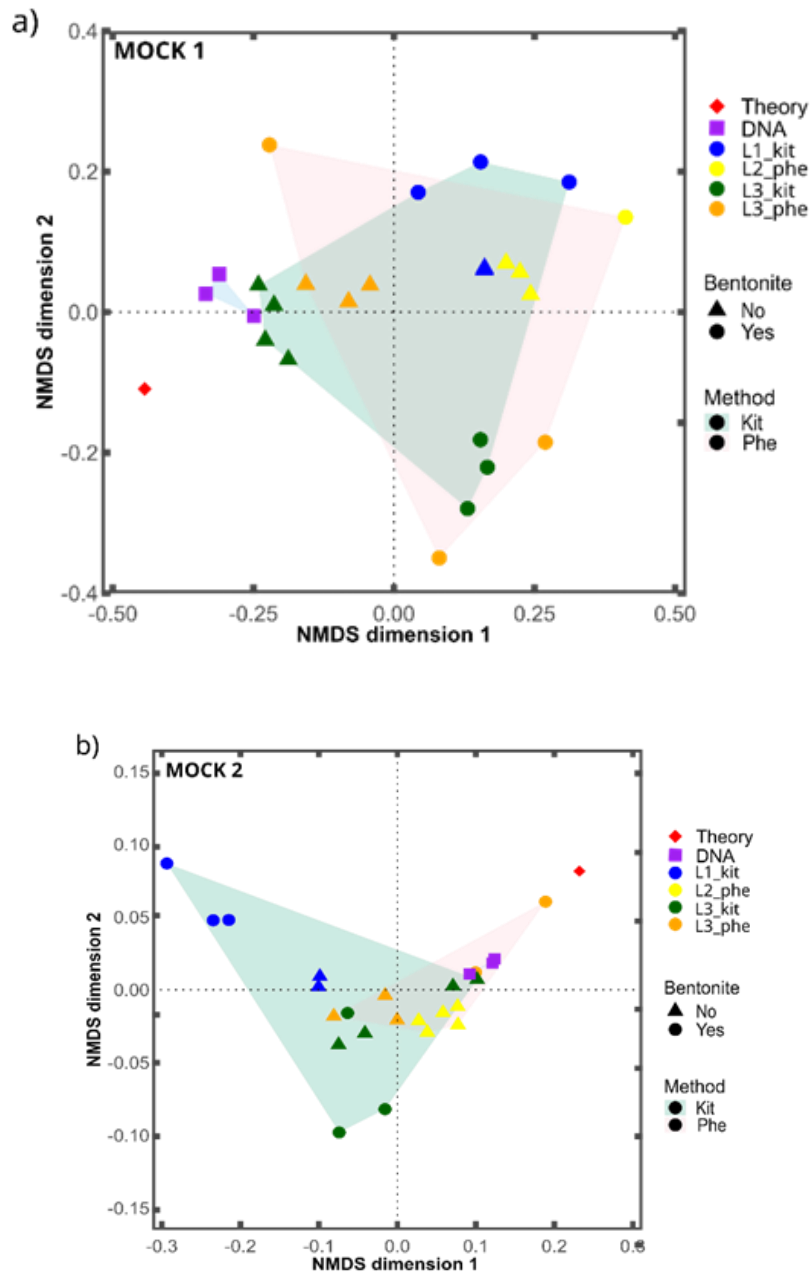 a)
MOCK 1
0.4
0.2
0.0
-0.2
-0.4
NMDS dimension 2
-0.50
-0.25
0.00
0.25
0.50
NMDS dimension 1
Theory
DNA
L1_kit
L2_phe
L3_kit
L3_phe
Bentonite
No
Yes
Method
Kit
Phe
b)
MOCK 2
0.15
0.10
0.05
0.00
-0.05
-0.10
-0.15
NMDS dimension 2
-0.3
-0.2
-0.1
0.0
0.1
0.2
NMDS dimension 1
Theory
DNA
L1_kit
L2_phe
L3_kit
L3_phe
Bentonite
No
Yes
Method
Kit
Phe